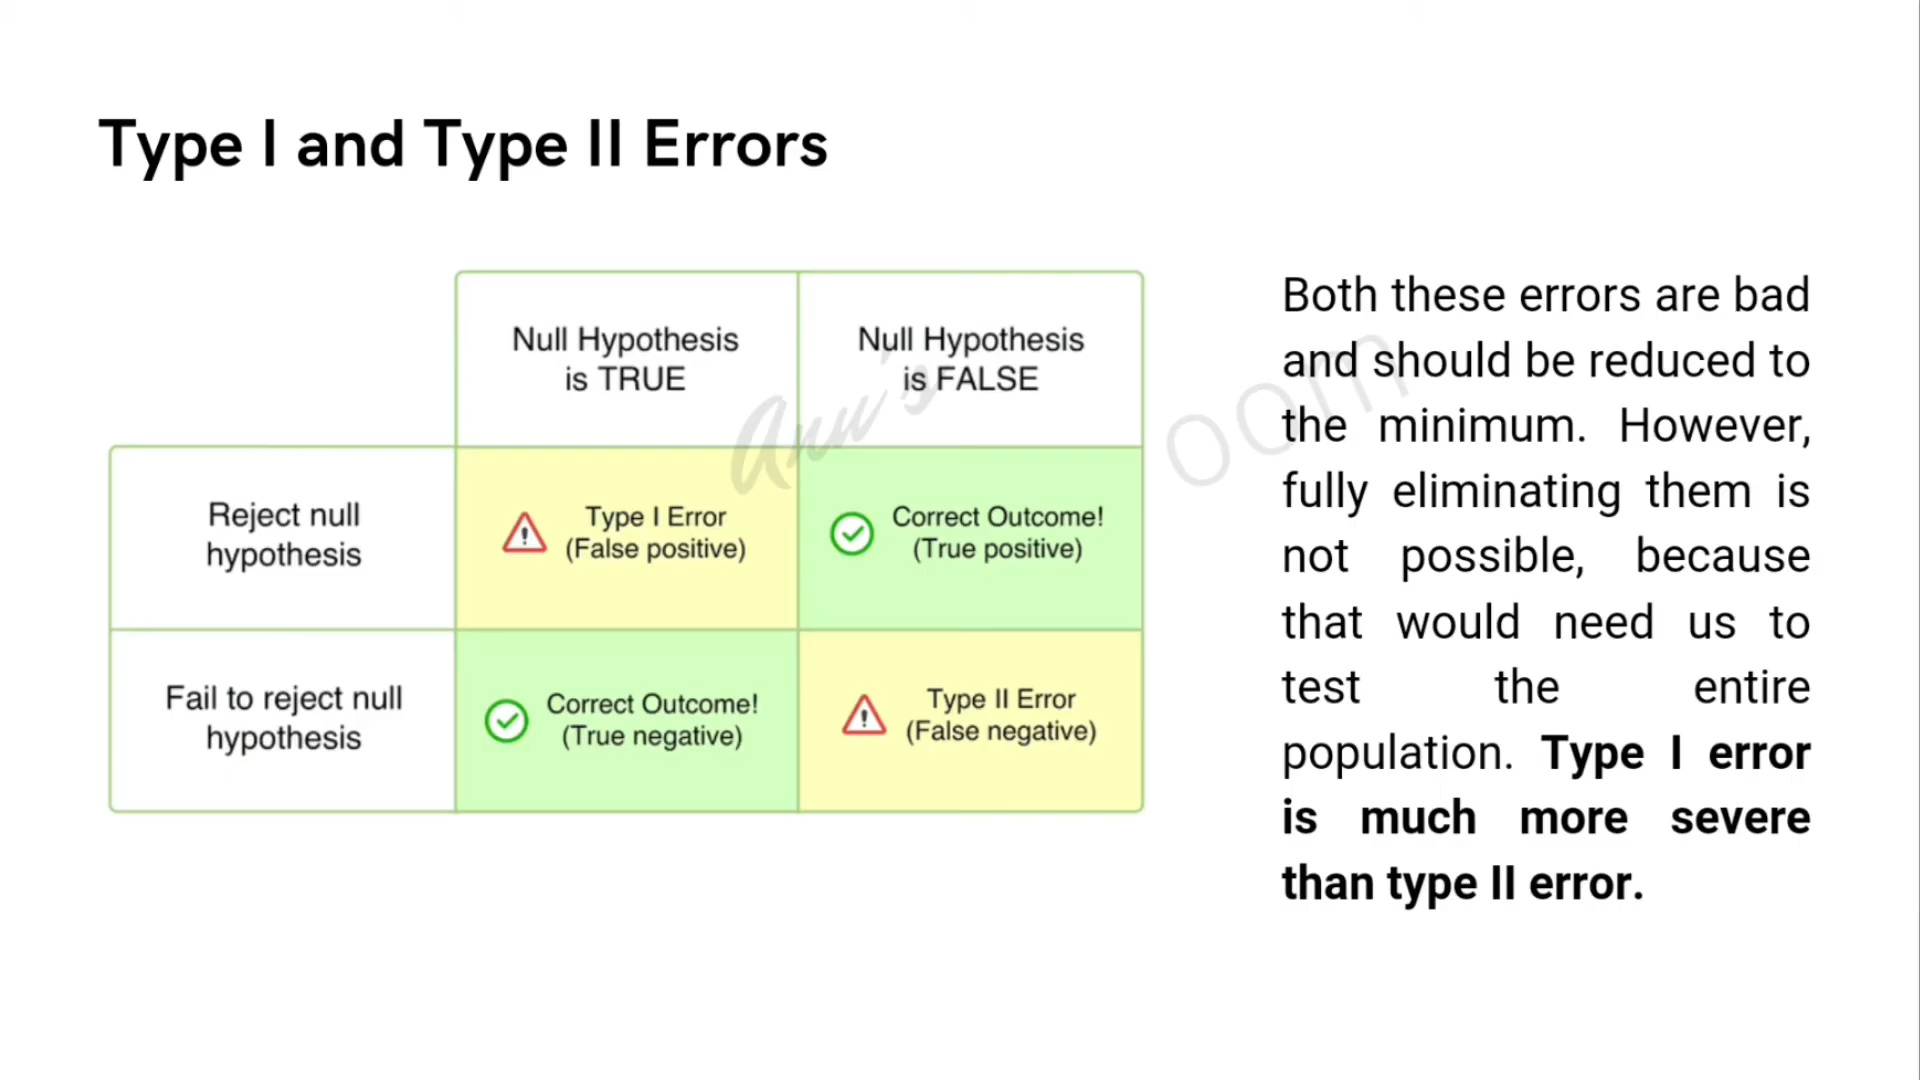 Type I and Type II Errors
Null Hypothesis
is TRUE
Null Hypothesis
is FALSE
Reject null
hypothesis
Type I Error
(False positive)
Correct Outcome!
(True positive)
Fail to reject null
hypothesis
Correct Outcome!
(True negative)
Type II Error
(False negative)
Both these errors are bad
and should be reduced to
the minimum. However,
fully eliminating them is
not possible, because
that would need us to
test the entire
population. Type I error
is much more severe
than type II error.
Ann's
oom